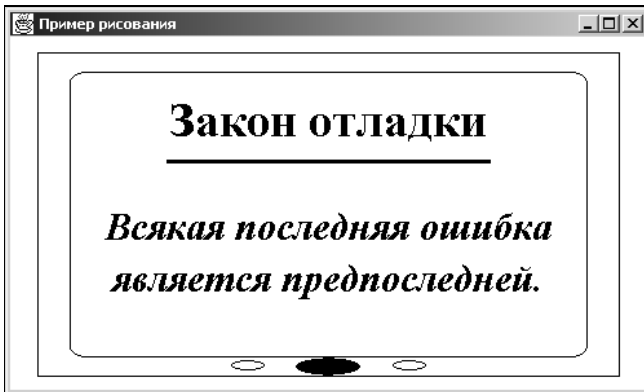 Пример рисования
Закон отладки
Всякая последняя ошибка
является предпоследней.